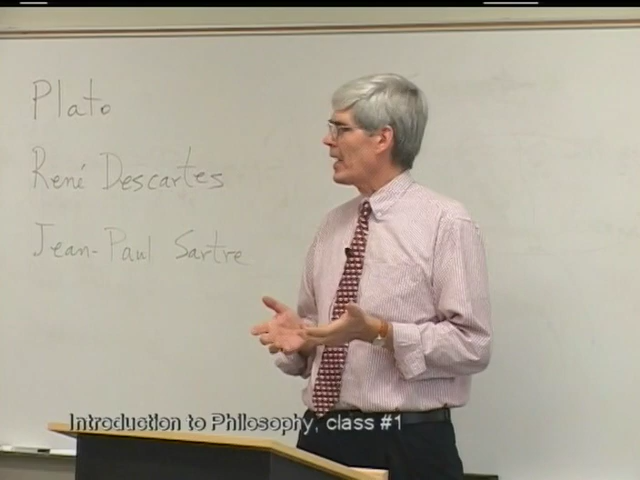 Plato
René Descartes
Jean-Paul Sartre
Introduction to Philosophy, class #1